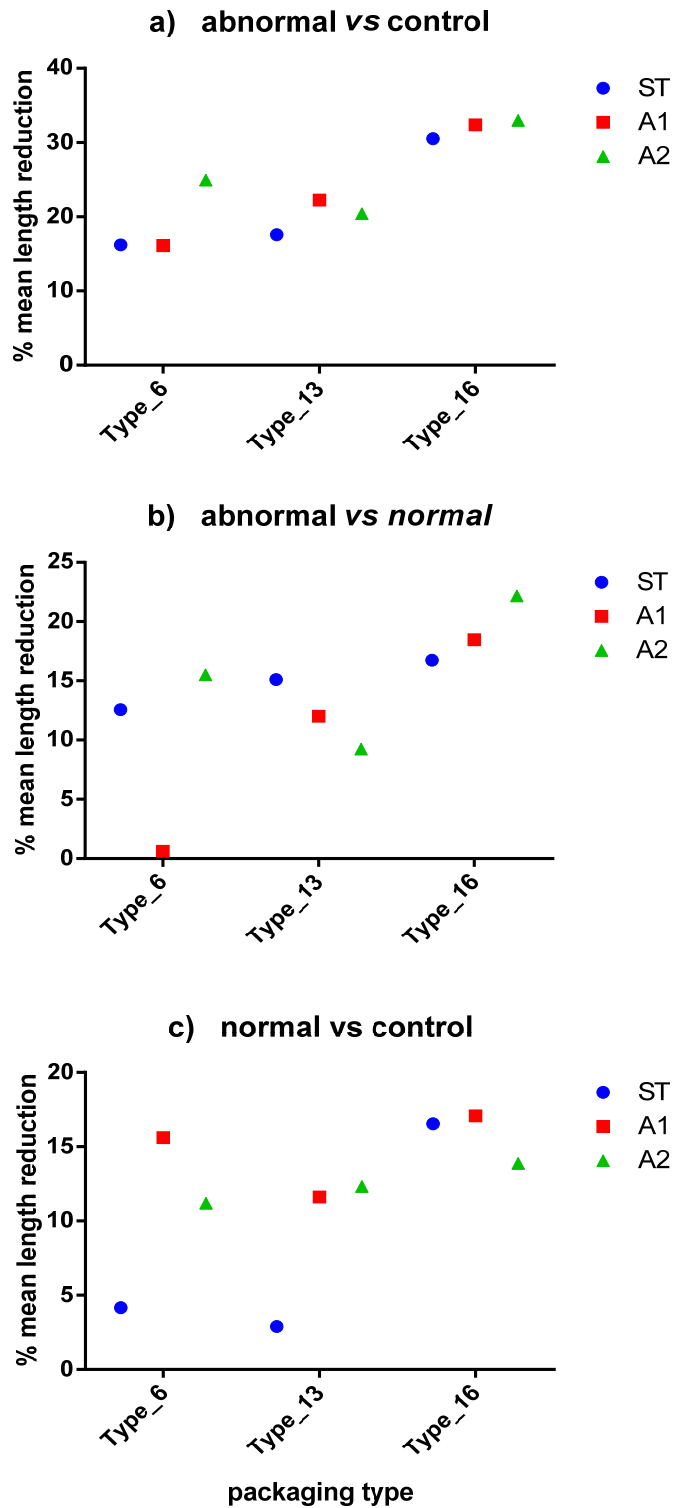 a) abnormal vs control
% mean length reduction
40
30
20
10
0
Type_6
Type_13
Type_16
ST
A1
A2
b) abnormal vs normal
% mean length reduction
25
20
15
10
5
0
Type_6
Type_13
Type_16
ST
A1
A2
c) normal vs control
% mean length reduction
20
15
10
5
0
Type_6
Type_13
Type_16
ST
A1
A2
packaging type